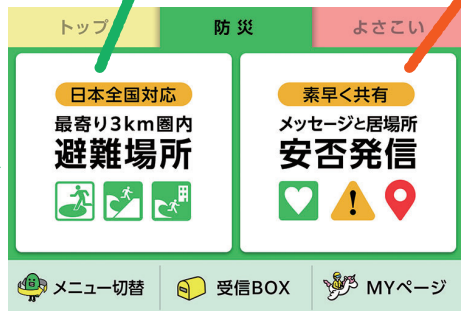 トップ
防災
よさこい
日本全国対応
最寄り3km圏内
避難場所
素早く共有
メッセージと居場所
安否発信
メニュー切替
受信BOX
MYページ